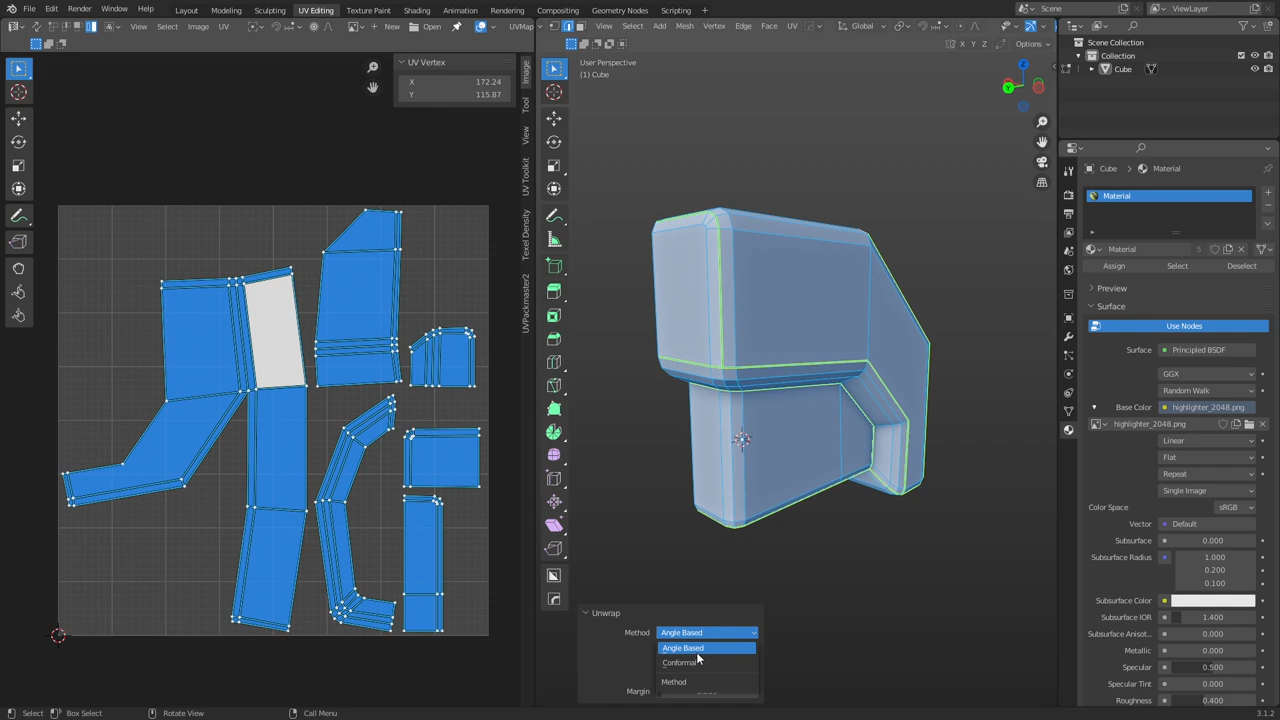 File Edit Render Window Help
Layout Modeling Sculpting UV Editing Texture Paint Shading Animation Rendering Compositing Geometry Nodes Scripting +
Scene
ViewLayer
View Select Image UV
New Open
UVMap
View Select Add Mesh Vertex Edge Face UV
Global
X Y Z
Options
UV Vertex
X 172.24
Y 115.87
Image
Tool
View
UV Toolkit
Texel Density
UVPackmaster2
User Perspective
(1) Cube
Z
Y
Scene Collection
Collection
Cube
Cube
Material
Material
Material 5
Assign Select Deselect
Preview
Surface
Use Nodes
Surface Principled BSDF
GGX
Random Walk
Base Color highlighter_2048.png
highlighter_2048.png
Linear
Flat
Repeat
Single Image
Color Space sRGB
Vector Default
Subsurface 0.000
Subsurface Radius 1.000
0.200
0.100
Subsurface Color
Subsurface IOR 1.400
Subsurface Anisot... 0.000
Metallic 0.000
Specular 0.500
Specular Tint 0.000
Roughness 0.400
Unwrap
Method Angle Based
Angle Based
Conformal
Method
Margin
Select Box Select Rotate View Call Menu
3.1.2